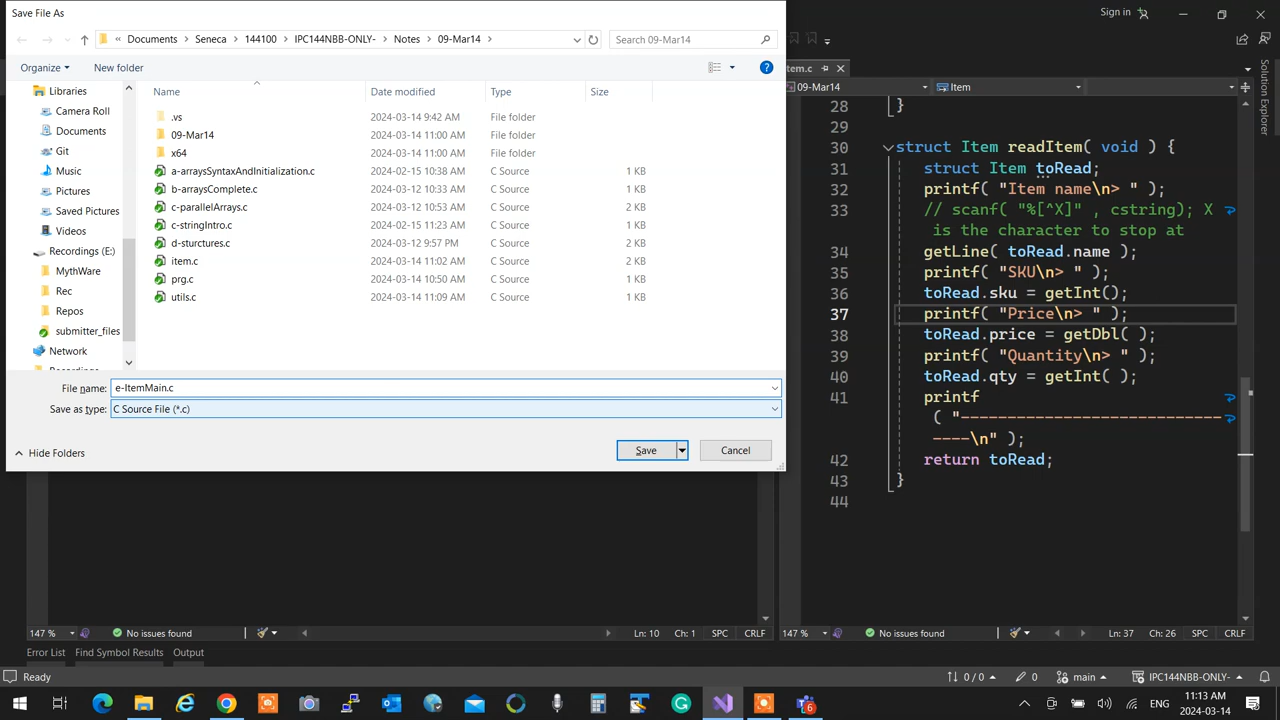 Save File As
Sign in
« Documents Seneca 144100 IPC144NBB-ONLY- Notes 09-Mar14
Search 09-Mar14
Organize New folder
tem.c
09-Mar14 Item
Libraries
Camera Roll
Documents
Git
Music
Pictures
Saved Pictures
Videos
Recordings (E:)
MythWare
Rec
Repos
submitter_files
Network
Name Date modified Type Size
.vs 2024-03-14 9:42 AM File folder
09-Mar14 2024-03-14 11:00 AM File folder
x64 2024-03-14 11:00 AM File folder
a-arraysSyntaxAndInitialization.c 2024-02-15 10:38 AM C Source 1 KB
b-arraysComplete.c 2024-03-12 10:33 AM C Source 1 KB
c-parallelArrays.c 2024-03-12 10:53 AM C Source 2 KB
c-stringIntro.c 2024-02-15 11:23 AM C Source 1 KB
d-sturctures.c 2024-03-12 9:57 PM C Source 2 KB
item.c 2024-03-14 11:02 AM C Source 2 KB
prg.c 2024-03-14 10:50 AM C Source 1 KB
utils.c 2024-03-14 11:09 AM C Source 1 KB
File name: e-ItemMain.c
Save as type: C Source File (*.c)
Hide Folders Save Cancel
28 }
29
30 struct Item readItem( void ) {
31 struct Item toRead;
32 printf( "Item name\n> " );
33 // scanf( "%[^X]" , cstring); X
is the character to stop at
34 getLine( toRead.name );
35 printf( "SKU\n> " );
36 toRead.sku = getInt();
37 printf( "Price\n> " );
38 toRead.price = getDbl( );
39 printf( "Quantity\n> " );
40 toRead.qty = getInt( );
41 printf
( "----------------------------
----\n" );
42 return toRead;
43 }
44
Solution Explorer
147 % No issues found Ln: 10 Ch: 1 SPC CRLF
147 % No issues found Ln: 37 Ch: 26 SPC CRLF
Error List Find Symbol Results Output
Ready 0 / 0 0 main IPC144NBB-ONLY-
6
ENG 11:13 AM
2024-03-14